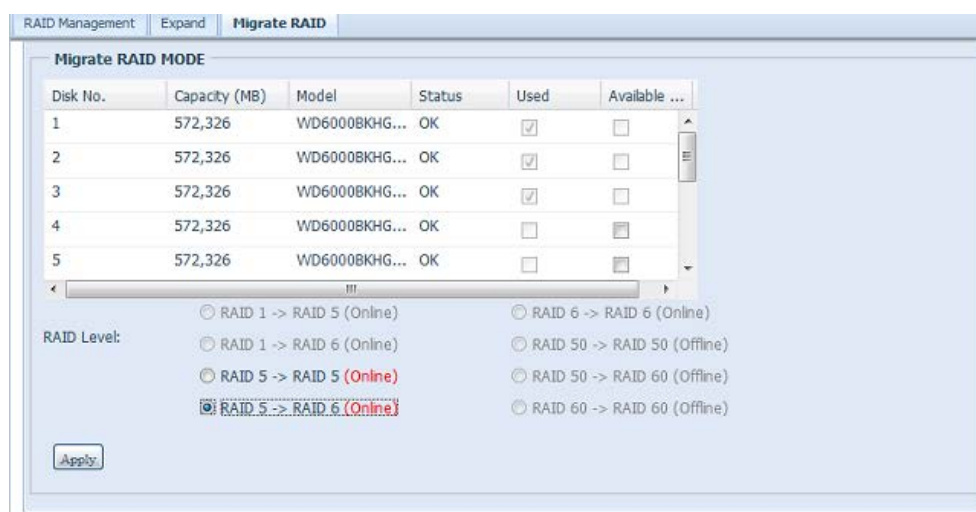 RAID Management Expand Migrate RAID
Migrate RAID MODE
Disk No. Capacity (MB) Model Status Used Available ...
1 572,326 WD6000BKHG... OK
2 572,326 WD6000BKHG... OK
3 572,326 WD6000BKHG... OK
4 572,326 WD6000BKHG... OK
5 572,326 WD6000BKHG... OK
RAID Level:
RAID 1 -> RAID 5 (Online) RAID 6 -> RAID 6 (Online)
RAID 1 -> RAID 6 (Online) RAID 50 -> RAID 50 (Offline)
RAID 5 -> RAID 5 (Online) RAID 50 -> RAID 60 (Offline)
RAID 5 -> RAID 6 (Online) RAID 60 -> RAID 60 (Offline)
Apply